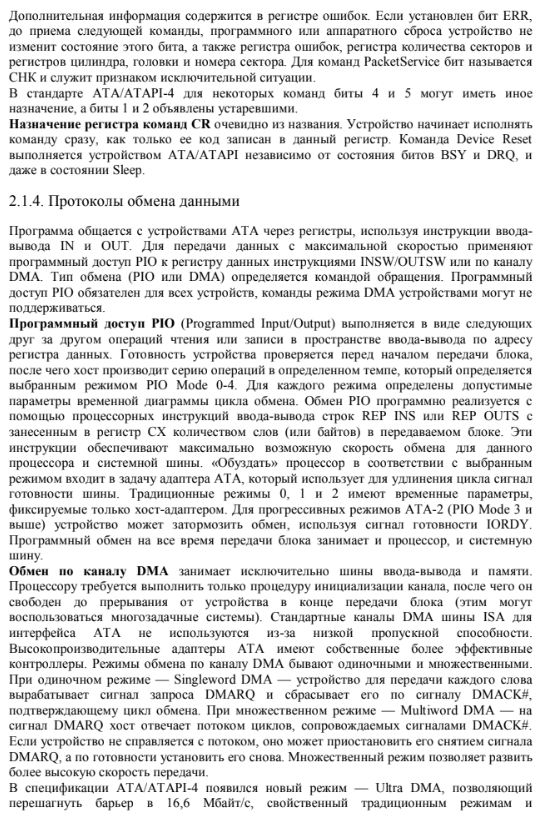 Дополнительная информация содержится в регистре ошибок. Если установлен бит ERR,
до приема следующей команды, программного или аппаратного сброса устройство не
изменит состояние этого бита, а также регистра ошибок, регистра количества секторов и
регистров цилиндра, головки и номера сектора. Для команд PacketService бит называется
CHK и служит признаком исключительной ситуации.
В стандарте ATA/ATAPI-4 для некоторых команд биты 4 и 5 могут иметь иное
назначение, а биты 1 и 2 объявлены устаревшими.
Назначение регистра команд CR очевидно из названия. Устройство начинает исполнять
команду сразу, как только ее код записан в данный регистр. Команда Device Reset
выполняется устройством ATA/ATAPI независимо от состояния битов BSY и DRQ, и
даже в состоянии Sleep.
2.1.4. Протоколы обмена данными
Программа общается с устройствами ATA через регистры, используя инструкции ввода-
вывода IN и OUT. Для передачи данных с максимальной скоростью применяют
программный доступ PIO к регистру данных инструкциями INSW/OUTSW или по каналу
DMA. Тип обмена (PIO или DMA) определяется командой обращения. Программный
доступ PIO обязателен для всех устройств, команды режима DMA устройствами могут не
поддерживаться.
Программный доступ PIO (Programmed Input/Output) выполняется в виде следующих
друг за другом операций чтения или записи в пространстве ввода-вывода по адресу
регистра данных. Готовность устройства проверяется перед началом передачи блока,
после чего хост производит серию операций в определенном темпе, который определяется
выбранным режимом PIO Mode 0-4. Для каждого режима определены допустимые
параметры временной диаграммы цикла обмена. Обмен PIO программно реализуется с
помощью процессорных инструкций ввода-вывода строк REP INS или REP OUTS с
занесенным в регистр CX количеством слов (или байтов) в передаваемом блоке. Эти
инструкции обеспечивают максимально возможную скорость обмена для данного
процессора и системной шины. «Обуздать» процессор в соответствии с выбранным
режимом входит в задачу адаптера ATA, который использует для удлинения цикла сигнал
готовности шины. Традиционные режимы 0, 1 и 2 имеют временные параметры,
фиксируемые только хост-адаптером. Для прогрессивных режимов ATA-2 (PIO Mode 3 и
выше) устройство может затормозить обмен, используя сигнал готовности IORDY.
Программный обмен на все время передачи блока занимает и процессор, и системную
шину.
Обмен по каналу DMA занимает исключительно шины ввода-вывода и памяти.
Процессору требуется выполнить только процедуру инициализации канала, после чего он
свободен до прерывания от устройства в конце передачи блока (этим могут
воспользоваться многозадачные системы). Стандартные каналы DMA шины ISA для
интерфейса ATA не используются из-за низкой пропускной способности.
Высокопроизводительные адаптеры ATA имеют собственные более эффективные
контроллеры. Режимы обмена по каналу DMA бывают одиночными и множественными.
При одиночном режиме — Singleword DMA — устройство для передачи каждого слова
вырабатывает сигнал запроса DMARQ и сбрасывает его по сигналу DMACK#,
подтверждающему цикл обмена. При множественном режиме — Multiword DMA — на
сигнал DMARQ хост отвечает потоком циклов, сопровождаемых сигналами DMACK#.
Если устройство не справляется с потоком, оно может приостановить его снятием сигнала
DMARQ, а по готовности установить его снова. Множественный режим позволяет развить
более высокую скорость передачи.
В спецификации ATA/ATAPI-4 появился новый режим — Ultra DMA, позволяющий
перешагнуть барьер в 16,6 Мбайт/с, свойственный традиционным режимам и